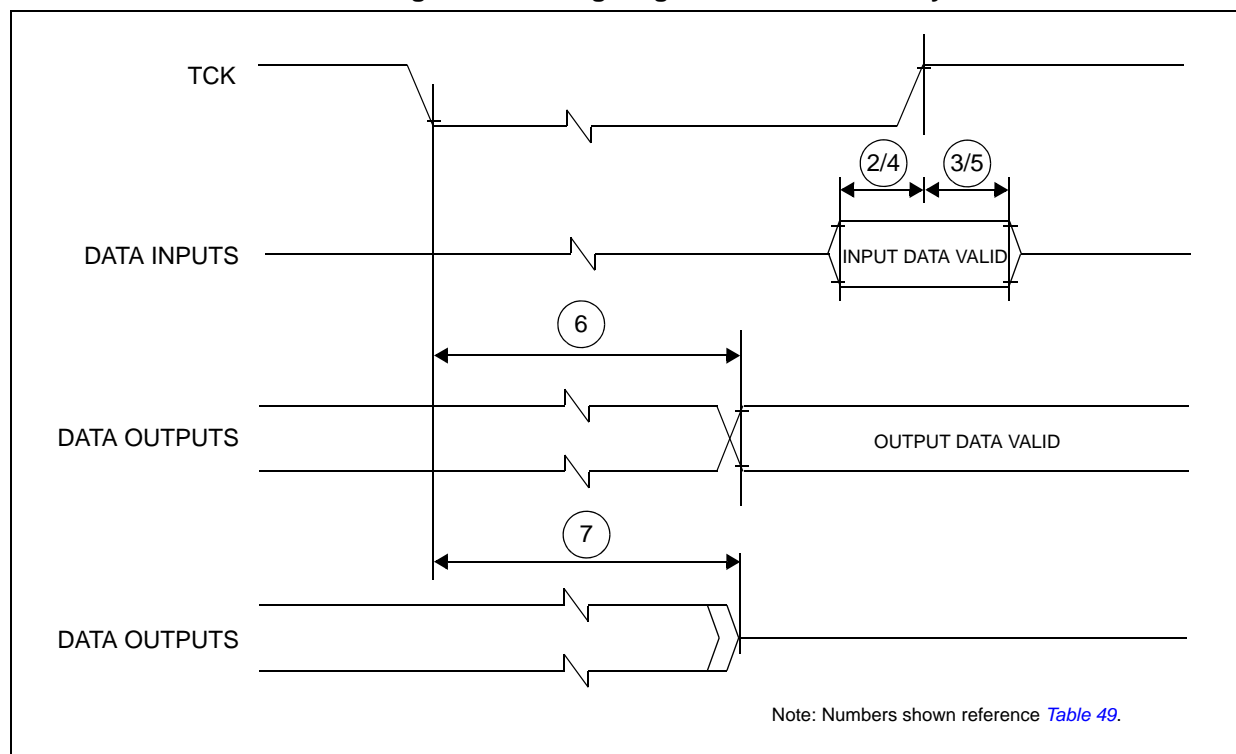 TCK
2/4
3/5
DATA INPUTS
INPUT DATA VALID
6
DATA OUTPUTS
OUTPUT DATA VALID
7
DATA OUTPUTS
Note: Numbers shown reference Table 49.